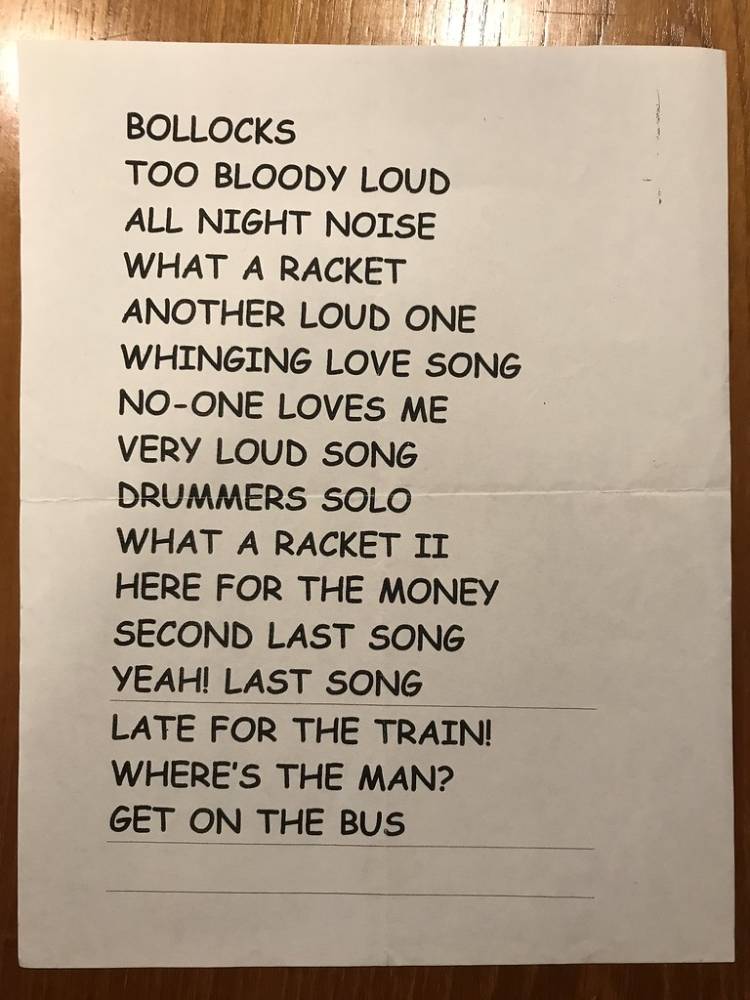 BOLLOCKS
TOO BLOODY LOUD
ALL NIGHT NOISE
WHAT A RACKET
ANOTHER LOUD ONE
WHINGING LOVE SONG
NO-ONE LOVES ME
VERY LOUD SONG
DRUMMERS SOLO
WHAT A RACKET II
HERE FOR THE MONEY
SECOND LAST SONG
YEAH! LAST SONG
LATE FOR THE TRAIN!
WHERE'S THE MAN?
GET ON THE BUS